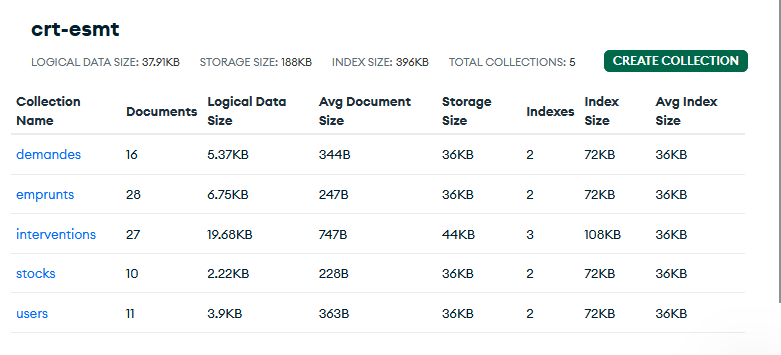 crt-esmt
LOGICAL DATA SIZE: 37.91KB STORAGE SIZE: 188KB INDEX SIZE: 396KB TOTAL COLLECTIONS: 5 CREATE COLLECTION
Collection Name Documents Logical Data Size Avg Document Size Storage Size Indexes Index Size Avg Index Size
demandes 16 5.37KB 344B 36KB 2 72KB 36KB
emprunts 28 6.75KB 247B 36KB 2 72KB 36KB
interventions 27 19.68KB 747B 44KB 3 108KB 36KB
stocks 10 2.22KB 228B 36KB 2 72KB 36KB
users 11 3.9KB 363B 36KB 2 72KB 36KB